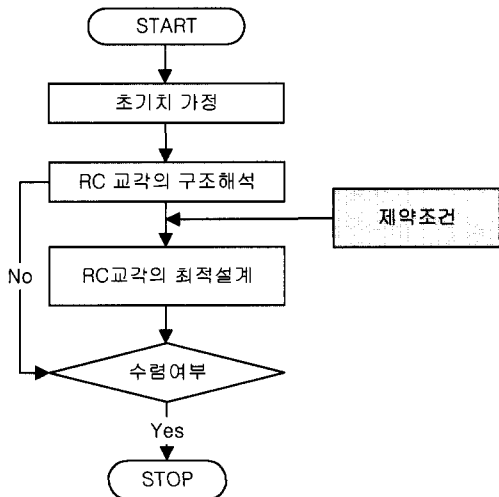 START
초기치 가정
RC 교각의 구조해석
제약조건
RC교각의 최적설계
No
수렴여부
Yes
STOP